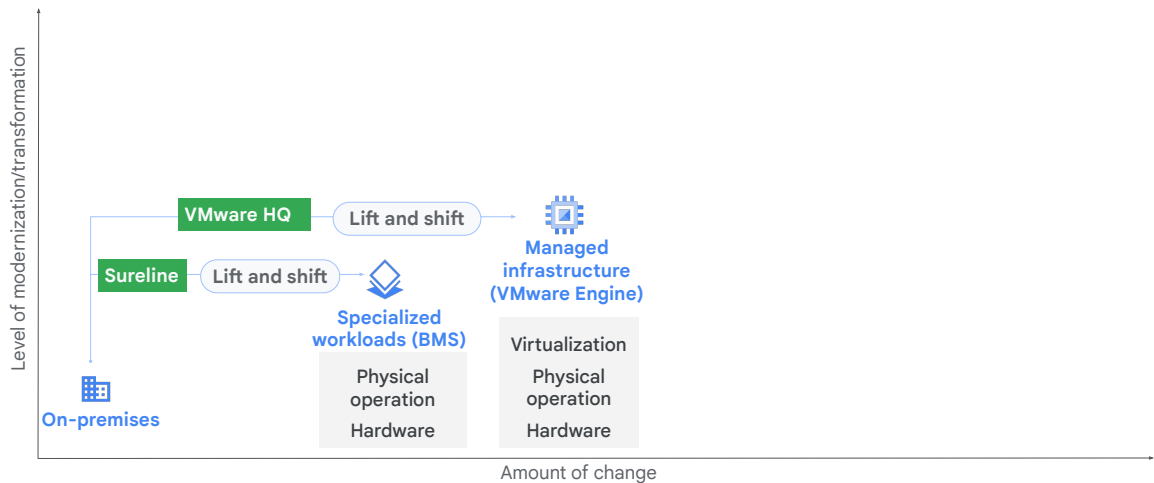 Level of modernization/transformation
VMware HQ
Lift and shift
Managed
infrastructure
(VMware Engine)
Sureline
Lift and shift
Specialized
workloads (BMS)
Virtualization
Physical
operation
Hardware
Physical
operation
Hardware
On-premises
Amount of change